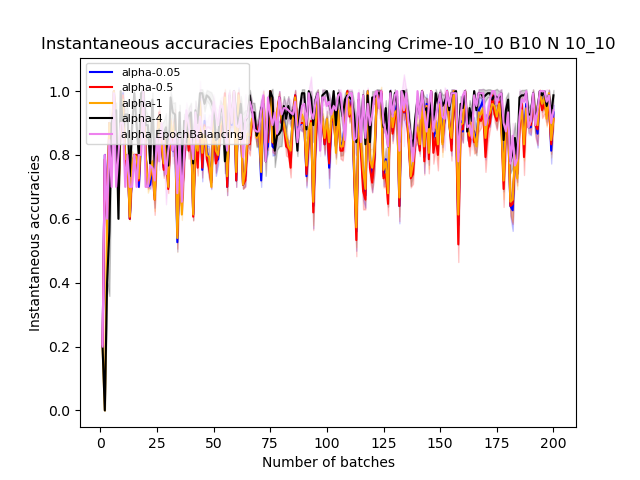 Instantaneous accuracies EpochBalancing Crime-10_10 B10 N 10_10
alpha-0.05
alpha-0.5
alpha-1
alpha-4
alpha EpochBalancing
1.0
0.8
0.6
0.4
0.2
0.0
Instantaneous accuracies
0 25 50 75 100 125 150 175 200
Number of batches